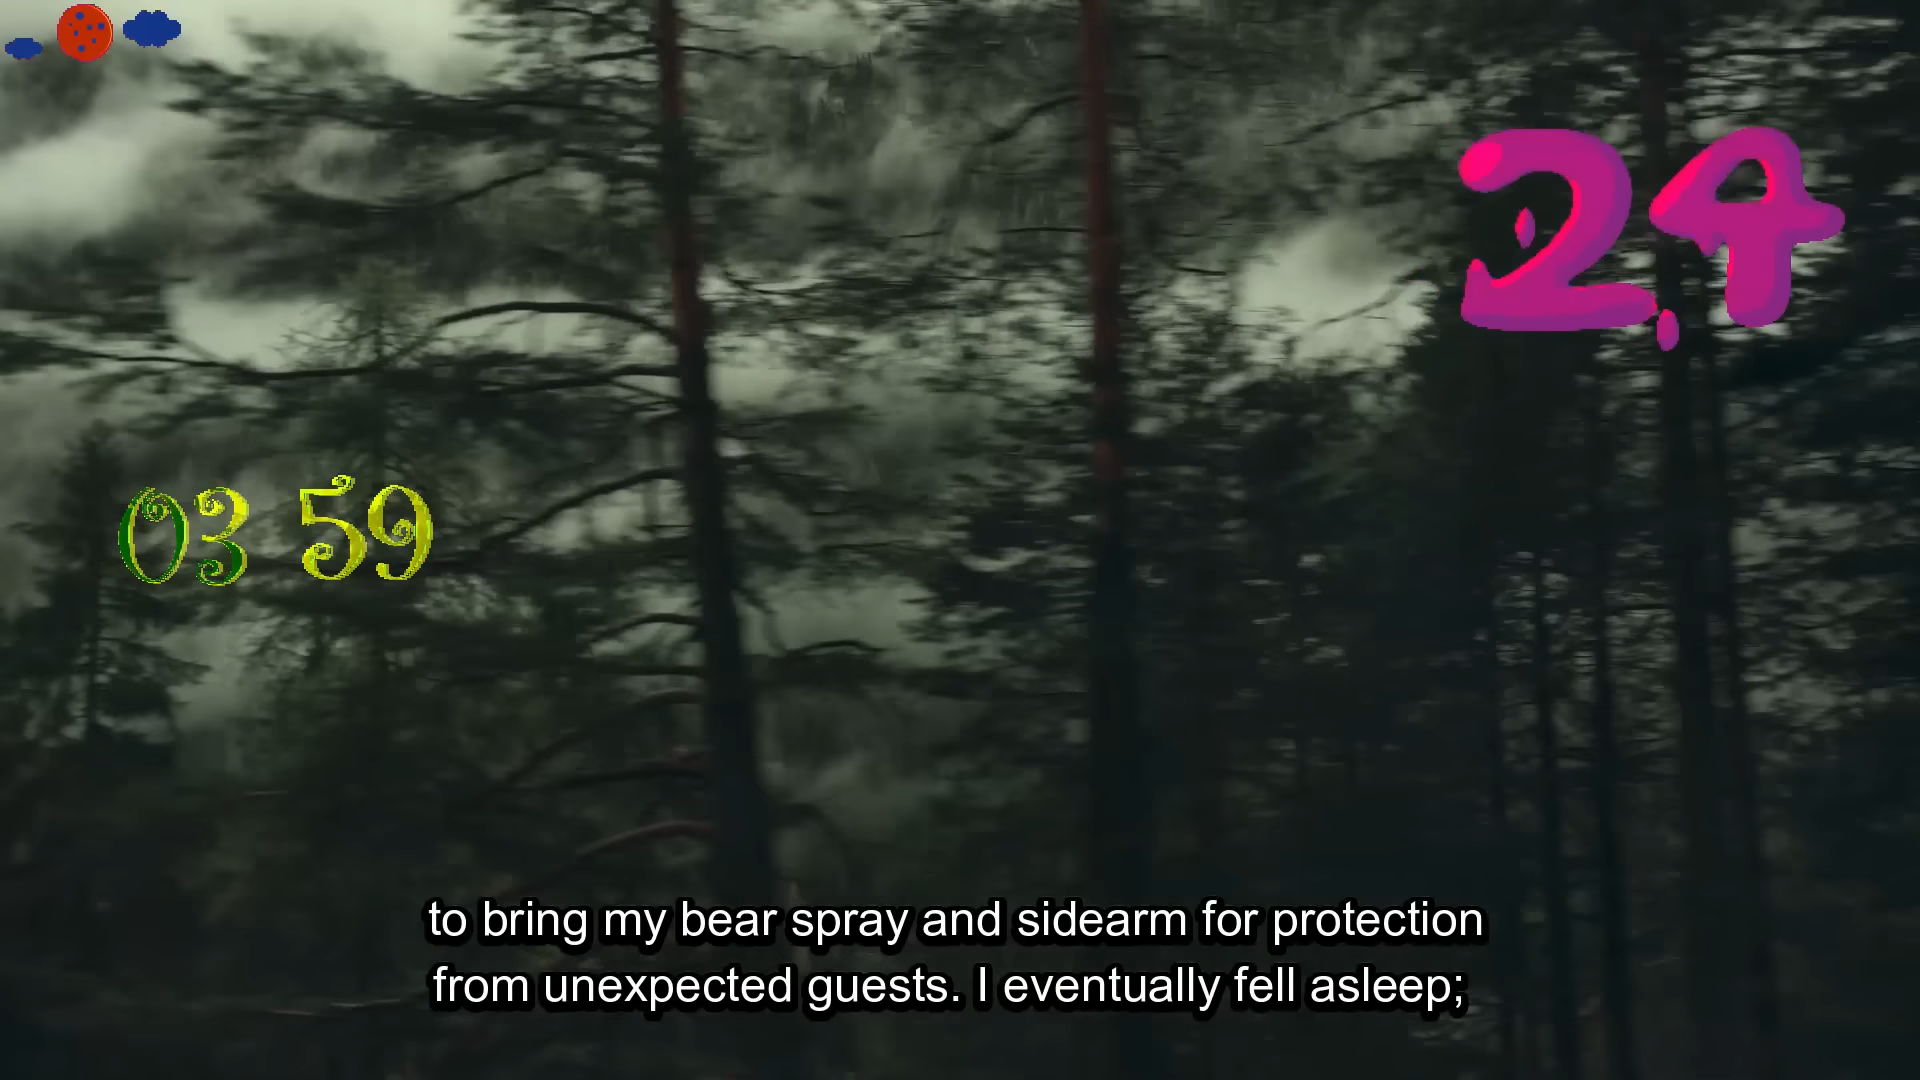 24
03 59
to bring my bear spray and sidearm for protection
from unexpected guests. I eventually fell asleep;